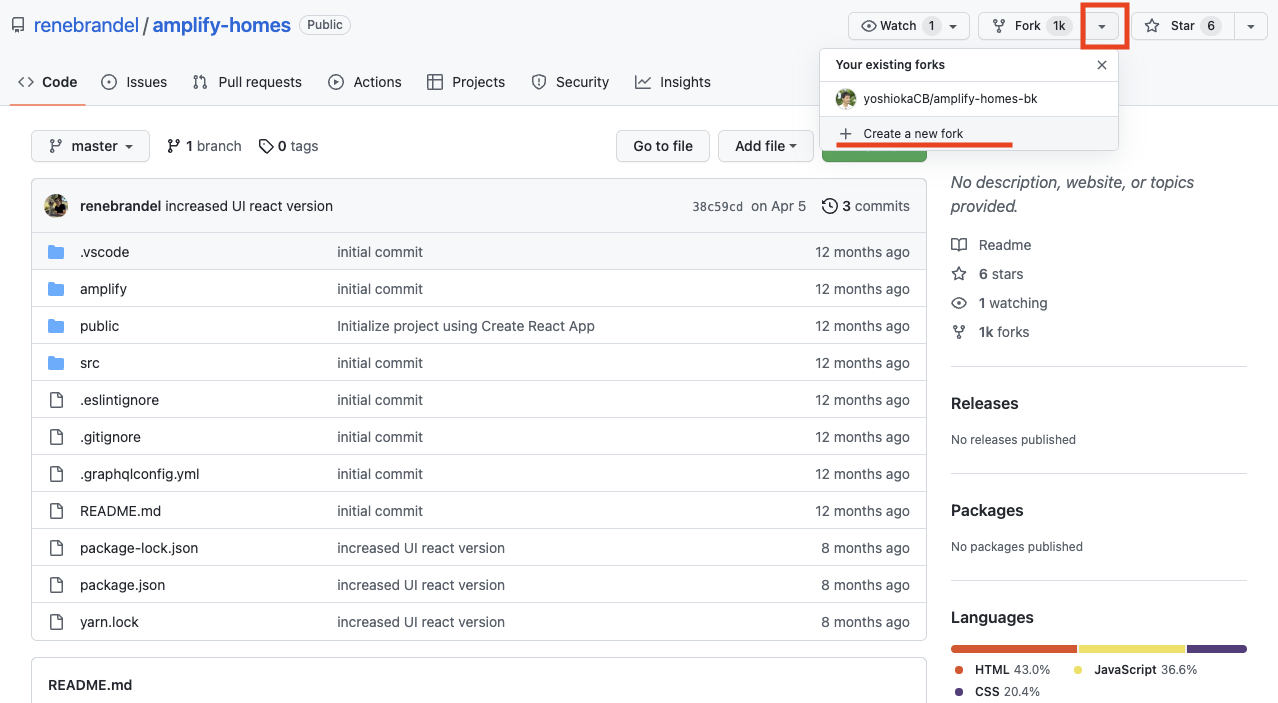 renebrandel / amplify-homes Public
Watch 1 Fork 1k Star 6
Code Issues Pull requests Actions Projects Security Insights
Your existing forks
yoshiokaCB/amplify-homes-bk
Create a new fork
master 1 branch 0 tags Go to file Add file
renebrandel increased UI react version 38c59cd on Apr 5 3 commits
.vscode initial commit 12 months ago
amplify initial commit 12 months ago
public Initialize project using Create React App 12 months ago
src initial commit 12 months ago
.eslintignore initial commit 12 months ago
.gitignore initial commit 12 months ago
.graphqlconfig.yml initial commit 12 months ago
README.md initial commit 12 months ago
package-lock.json increased UI react version 8 months ago
package.json increased UI react version 8 months ago
yarn.lock increased UI react version 8 months ago
README.md
No description, website, or topics
provided.
Readme
6 stars
1 watching
1k forks
Releases
No releases published
Packages
No packages published
Languages
HTML 43.0% JavaScript 36.6%
CSS 20.4%